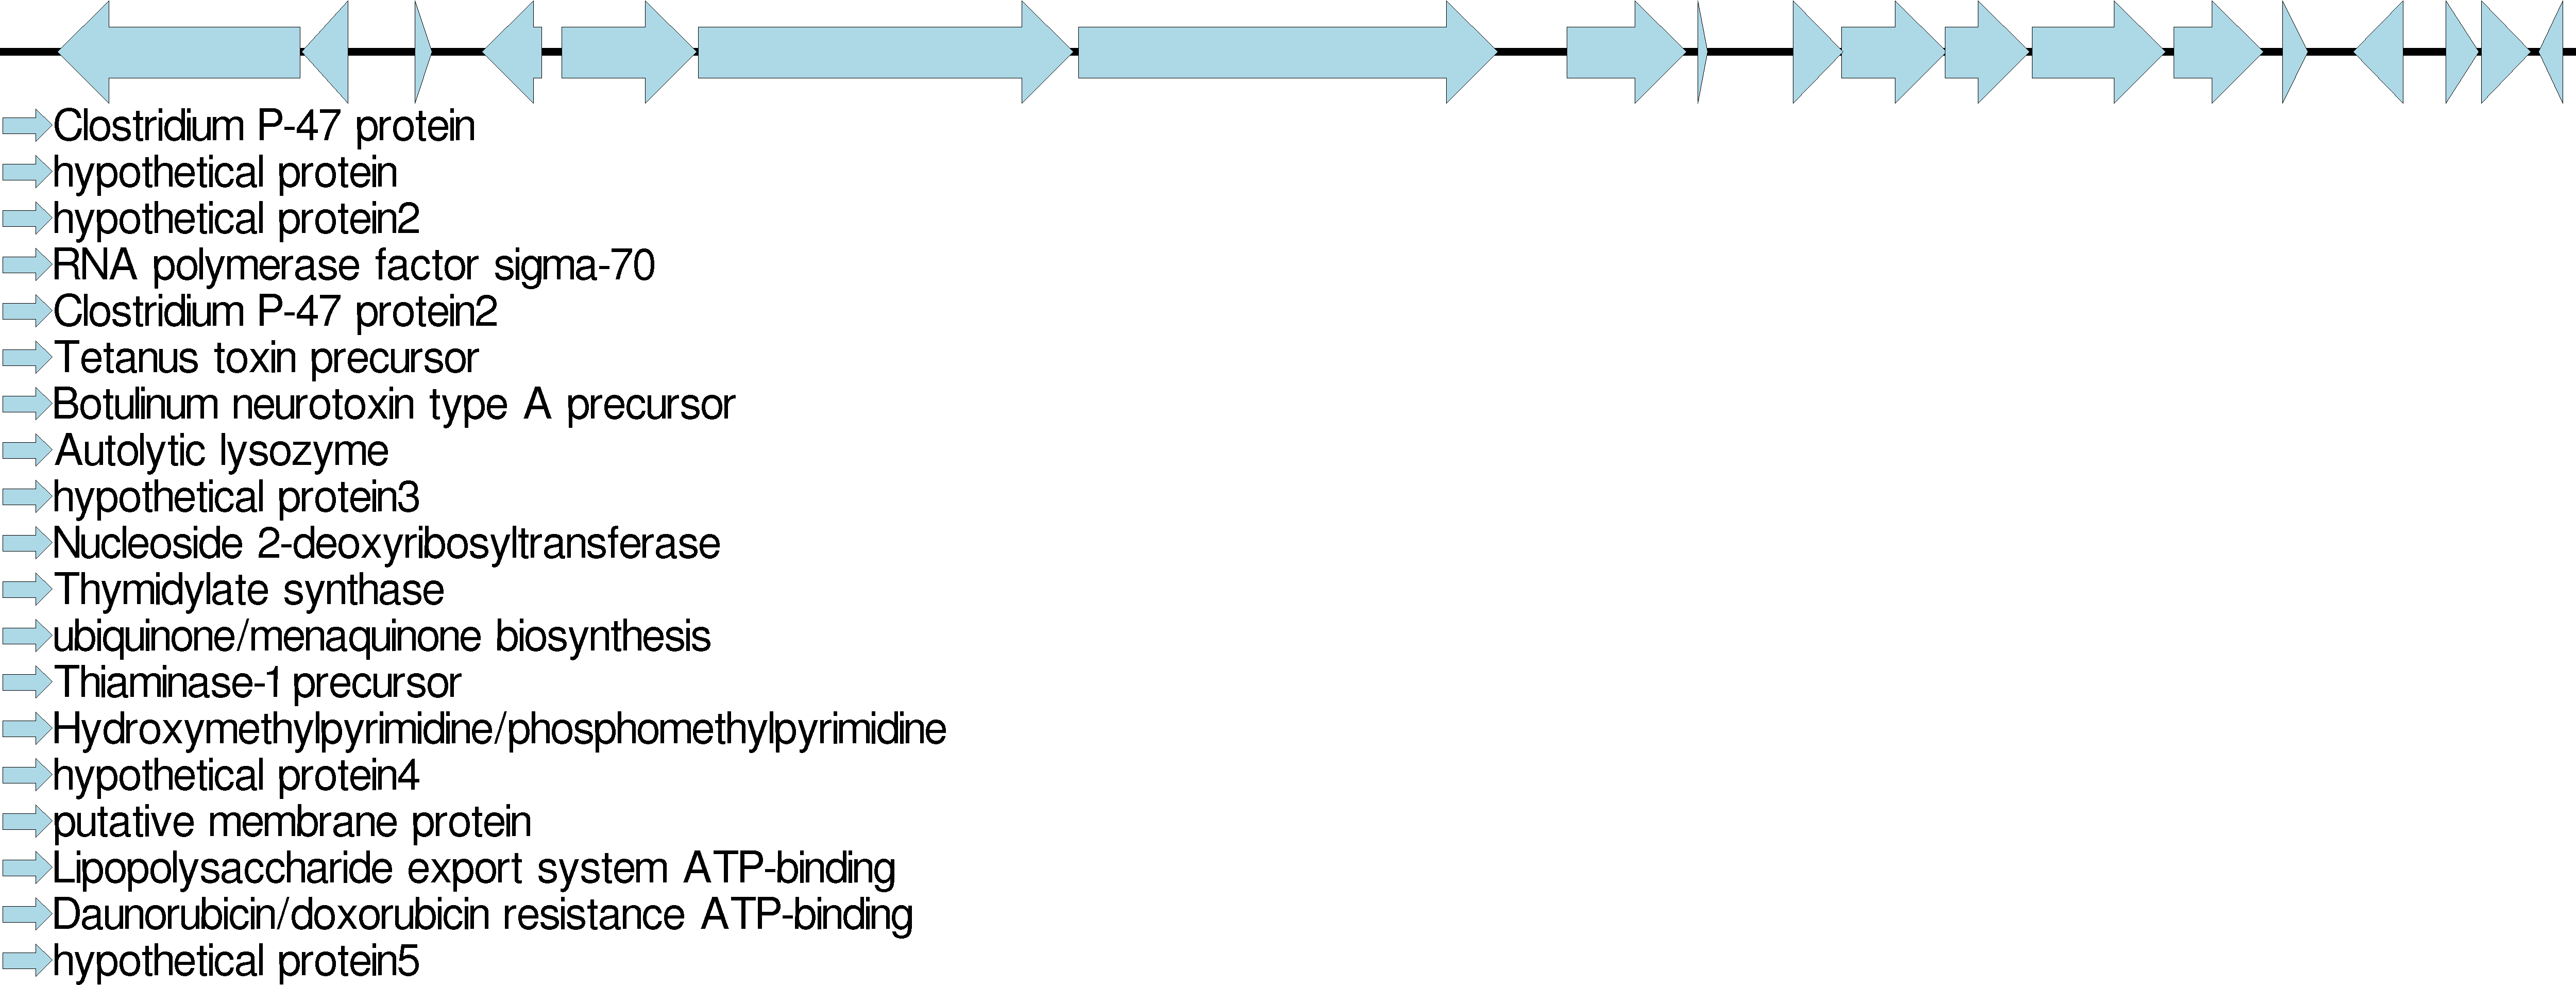 Clostridium P-47 protein
hypothetical protein
hypothetical protein2
RNA polymerase factor sigma-70
Clostridium P-47 protein2
Tetanus toxin precursor
Botulinum neurotoxin type A precursor
Autolytic lysozyme
hypothetical protein3
Nucleoside 2-deoxyribosyltransferase
Thymidylate synthase
ubiquinone/menaquinone biosynthesis
Thiaminase-1 precursor
Hydroxymethylpyrimidine/phosphomethylpyrimidine
hypothetical protein4
putative membrane protein
Lipopolysaccharide export system ATP-binding
Daunorubicin/doxorubicin resistance ATP-binding
hypothetical protein5